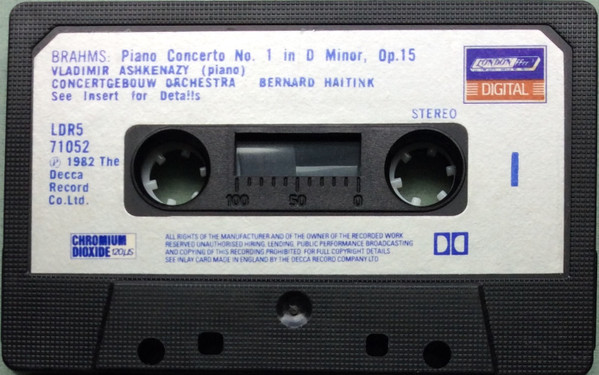 BRAHMS: Piano Concerto No. 1 in D Minor, Op.15
VLADIMIR ASHKENAZY (piano)
CONCERTGEBOUW ORCHESTRA BERNARD HAITINK
See Insert for Details
LONDON ffrr
DIGITAL
STEREO
LDR5
71052
℗ 1982 The
Decca
Record
Co.Ltd.
100 50 0
1
CHROMIUM
DIOXIDE 120µS
ALL RIGHTS OF THE MANUFACTURER AND OF THE OWNER OF THE RECORDED WORK
RESERVED UNAUTHORISED HIRING, LENDING, PUBLIC PERFORMANCE BROADCASTING
AND COPYING OF THIS RECORDING PROHIBITED FOR FULL COPYRIGHT DETAILS
SEE INLAY CARD MADE IN ENGLAND BY THE DECCA RECORD COMPANY LTD